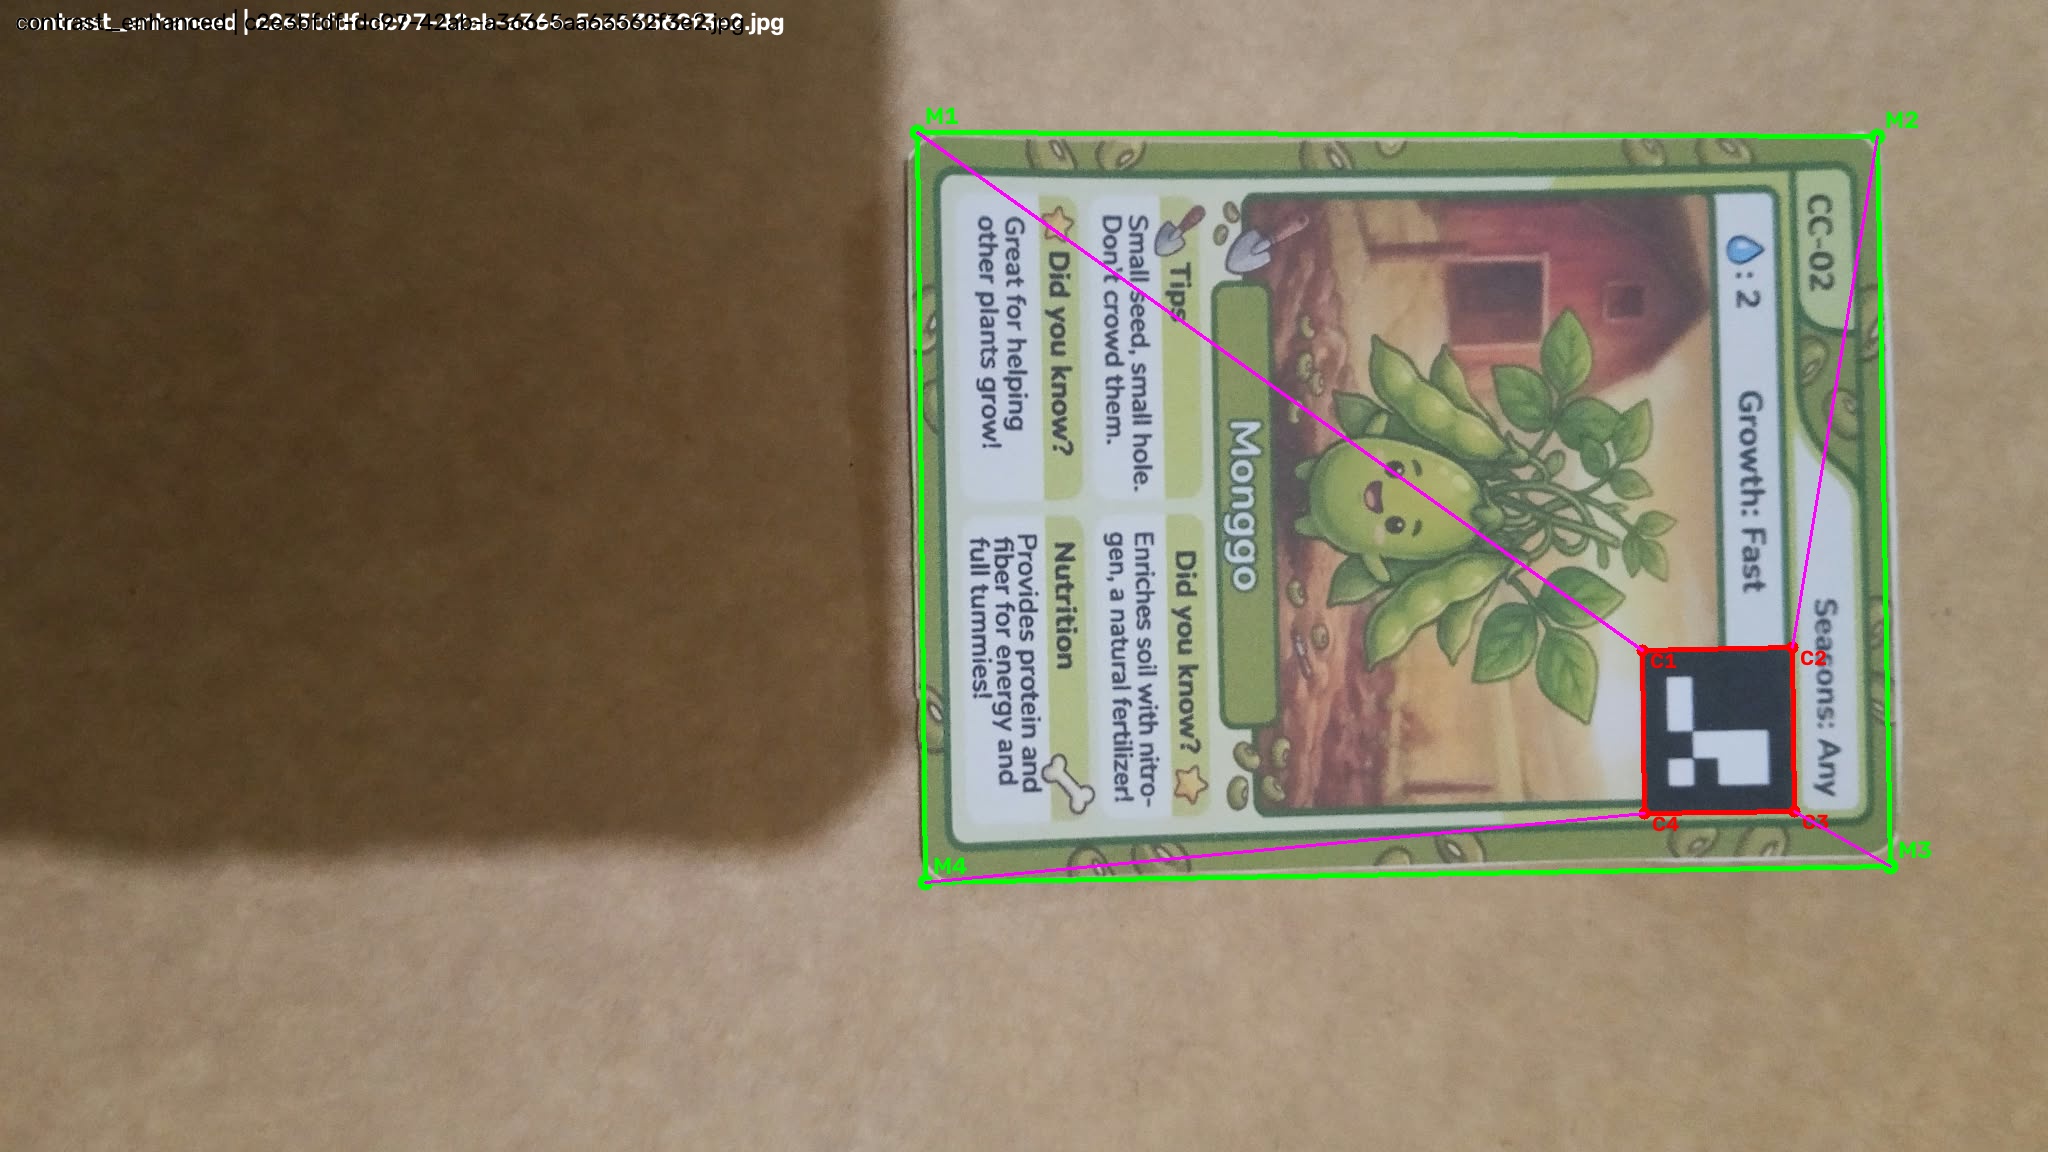 CC-02
Seasons: Any
: 2
Growth: Fast
Monggo
Tips
Small seed, small hole.
Don't crowd them.
Did you know?
Enriches soil with nitro-
gen, a natural fertilizer!
Did you know?
Great for helping
other plants grow!
Nutrition
Provides protein and
fiber for energy and
full tummies!
M1
M2
M3
M4
C1
C2
C3
C4